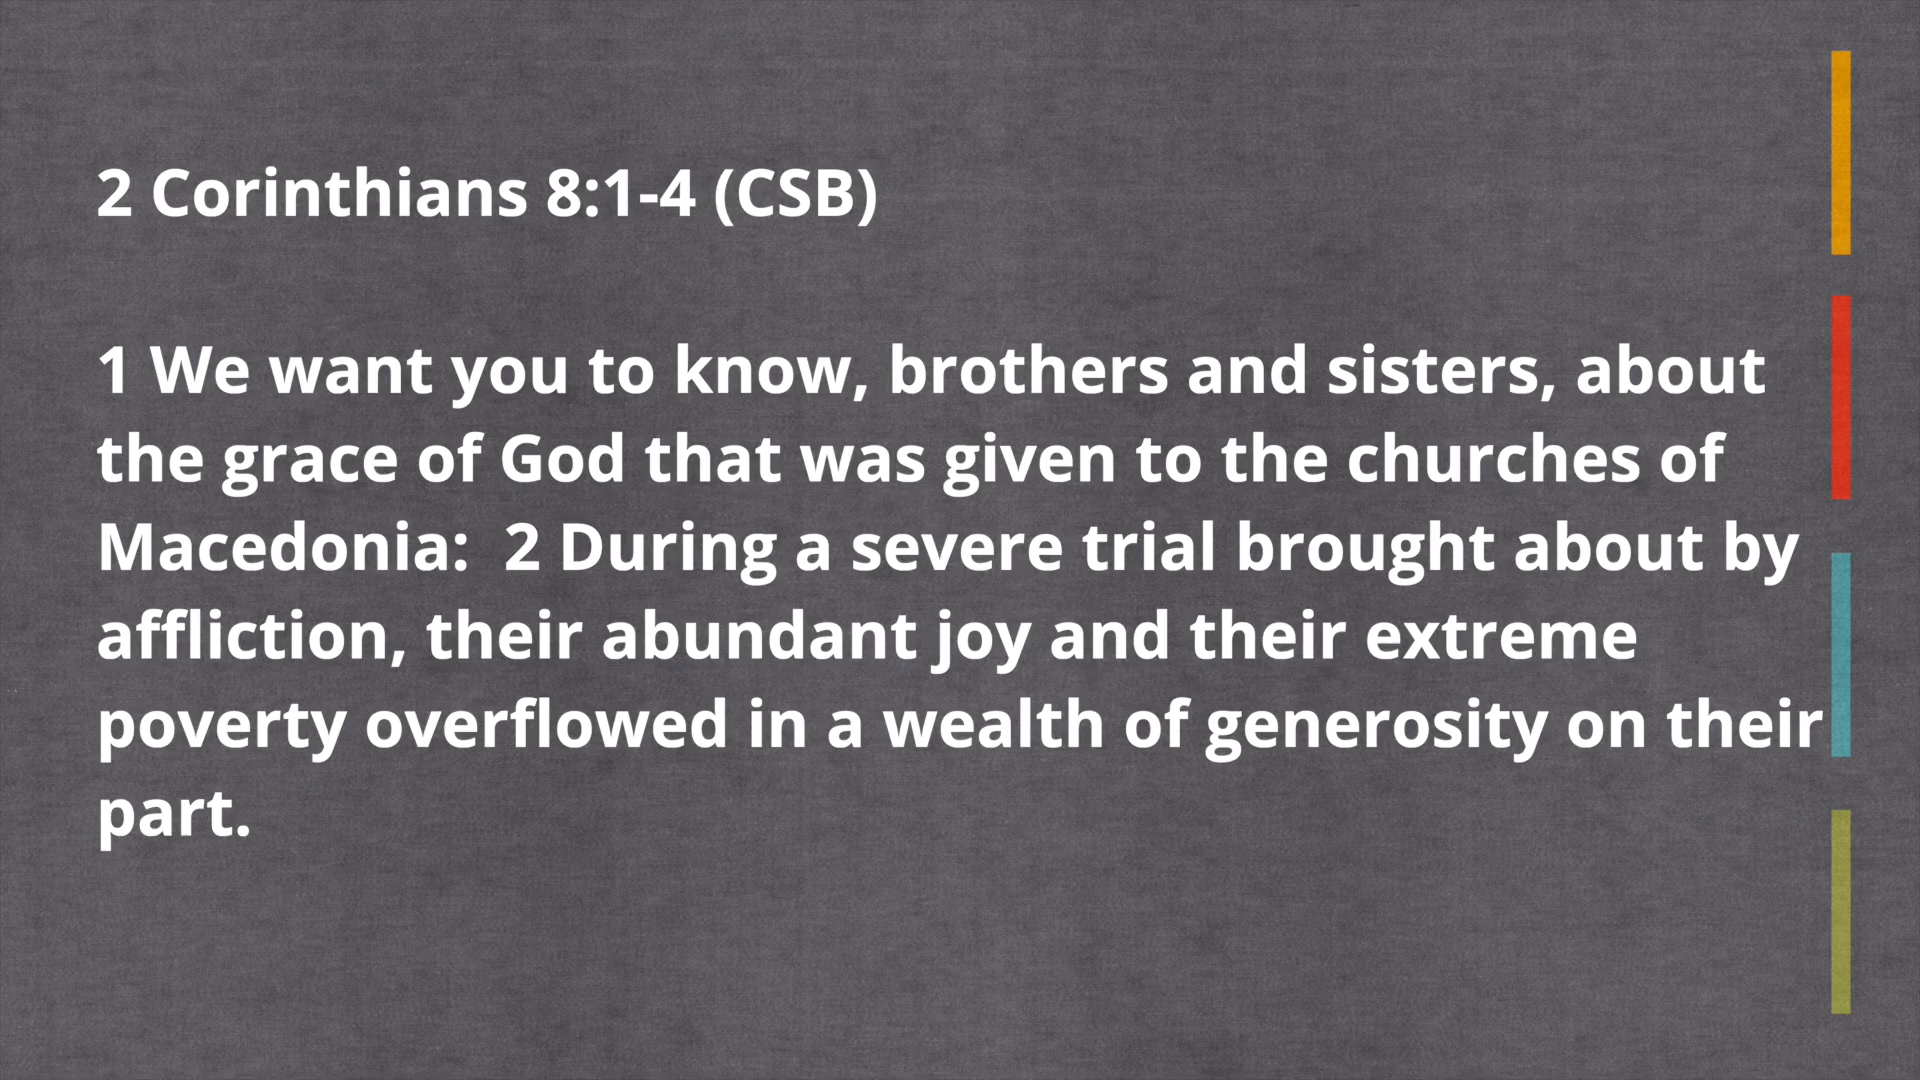 2 Corinthians 8:1-4 (CSB)
1 We want you to know, brothers and sisters, about
the grace of God that was given to the churches of
Macedonia:  2 During a severe trial brought about by
affliction, their abundant joy and their extreme
poverty overflowed in a wealth of generosity on their
part.